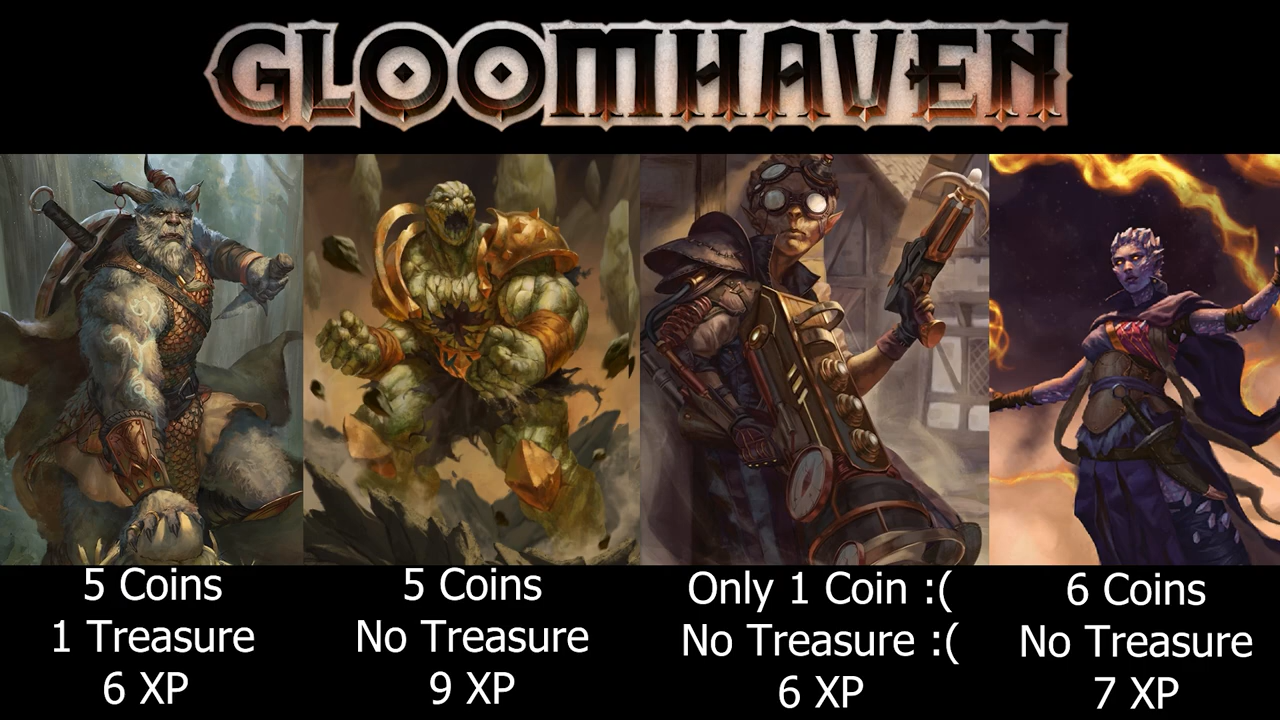 GLOOMHAVEN
5 Coins
1 Treasure
6 XP
5 Coins
No Treasure
9 XP
Only 1 Coin :(
No Treasure :(
6 XP
6 Coins
No Treasure
7 XP